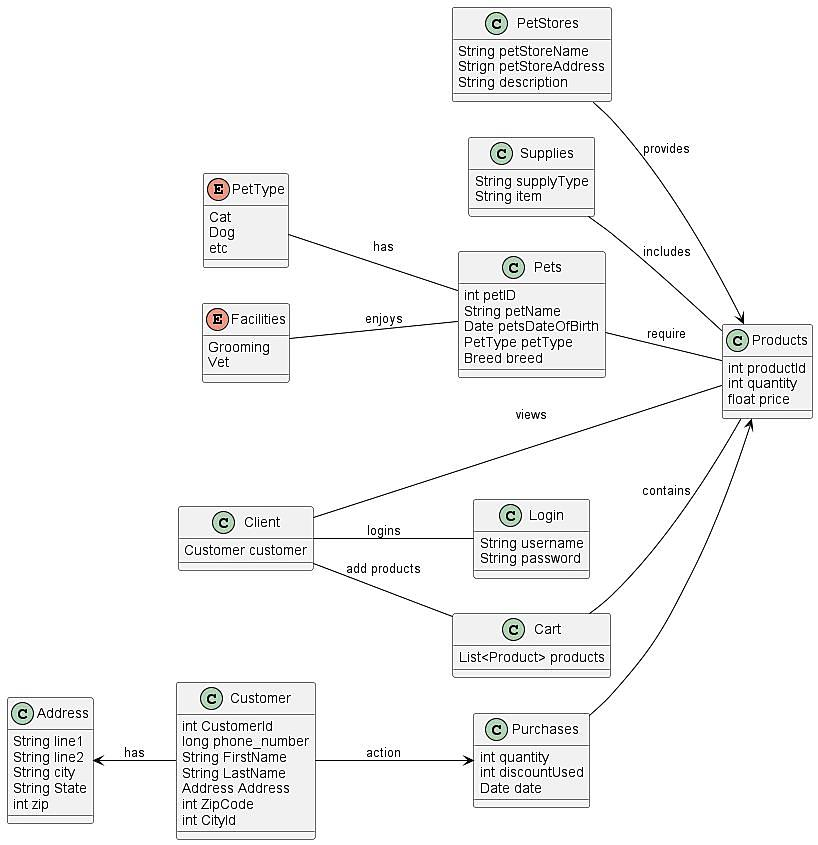 C PetStores
String petStoreName
Strign petStoreAddress
String description
provides
C Supplies
String supplyType
String item
includes
E PetType
Cat
Dog
etc
has
C Pets
int petID
String petName
Date petsDateOfBirth
PetType petType
Breed breed
E Facilities
Grooming
Vet
enjoys
require
C Products
int productId
int quantity
float price
views
contains
C Client
Customer customer
logins
C Login
String username
String password
add products
C Cart
List<Product> products
C Address
String line1
String line2
String city
String State
int zip
has
C Customer
int CustomerId
long phone_number
String FirstName
String LastName
Address Address
int ZipCode
int CityId
action
C Purchases
int quantity
int discountUsed
Date date